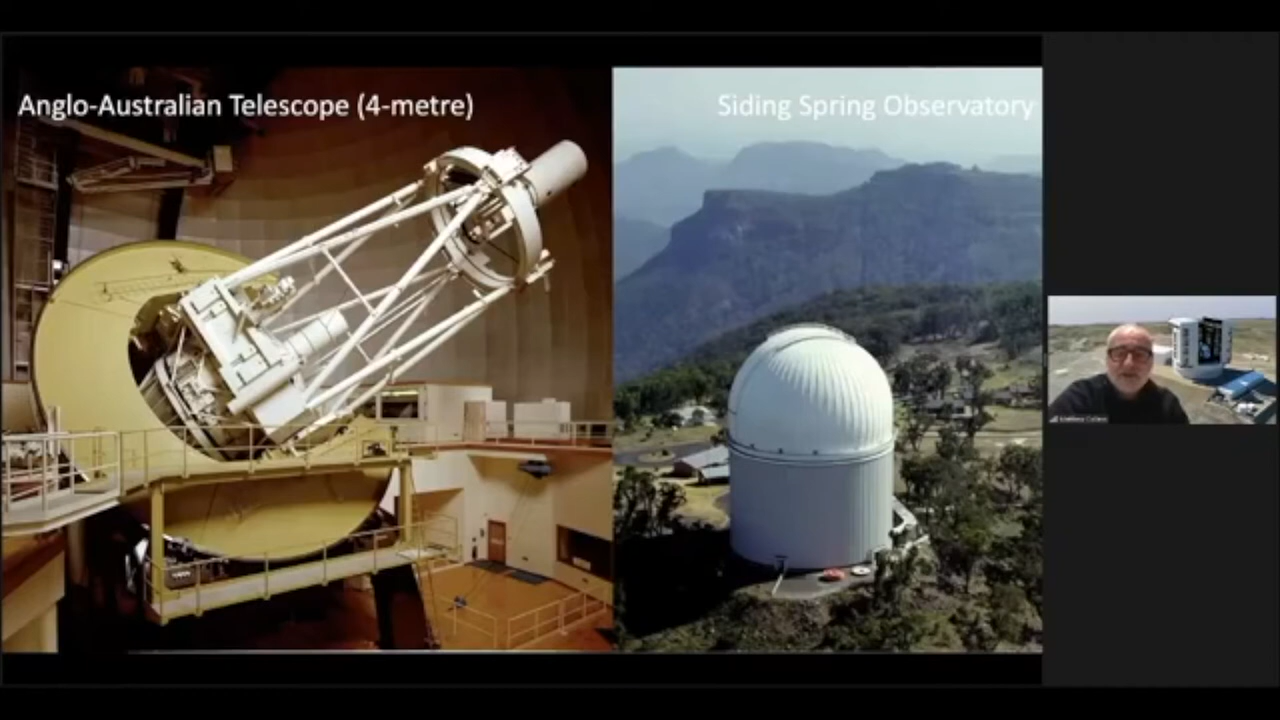 Anglo-Australian Telescope (4-metre)
Siding Spring Observatory